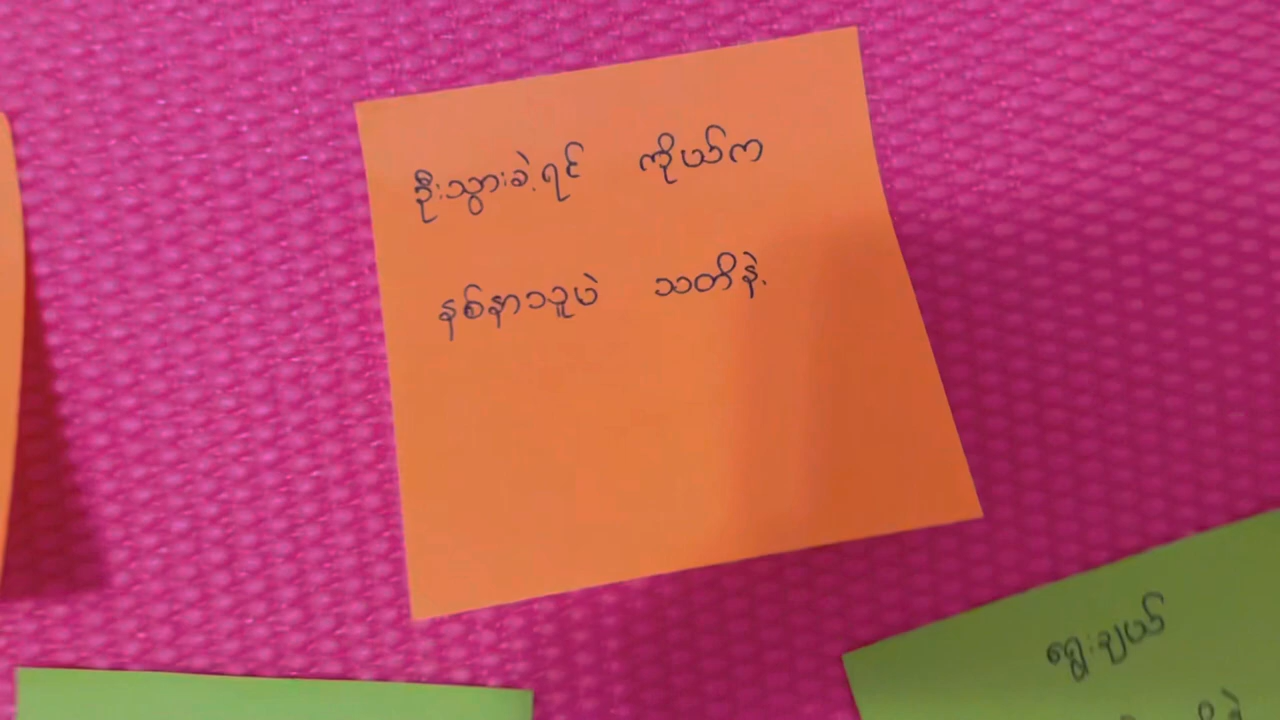 ဦးသွားခဲ့ရင် ကိုယ်က
နစ်နာသူပဲ သတိနဲ့
ရွေးချယ်